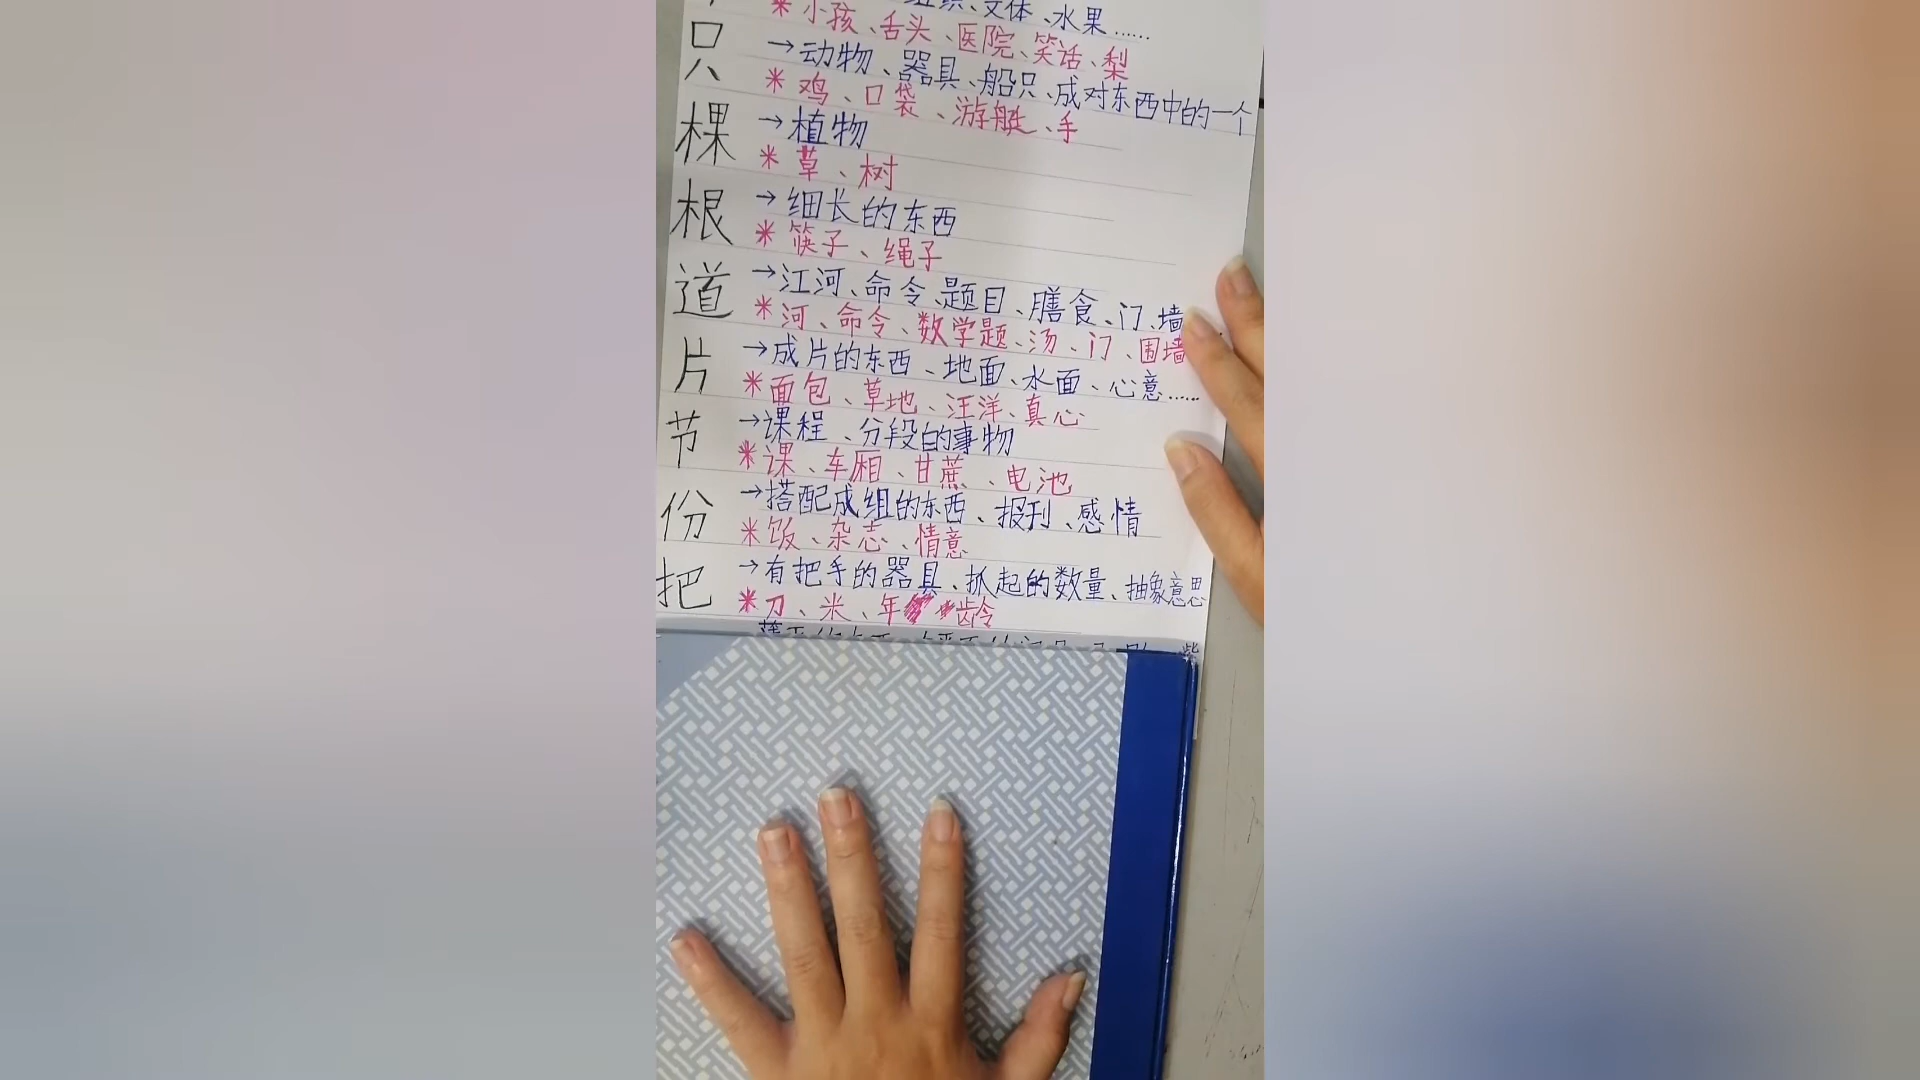 组织、文体、水果……
*小孩、舌头、医院、笑话、梨
只→动物、器具、船只、成对东西中的一个
*鸡、口袋、游艇、手
棵→植物
*草、树
根→细长的东西
*筷子、绳子
道→江河、命令、题目、膳食、门、墙
*河、命令、数学题、汤、门、围墙
片→成片的东西、地面、水面、心意……
*面包、草地、汪洋、真心
节→课程、分段的事物
*课、车厢、甘蔗、电池
份→搭配成组的东西、报刊、感情
*饭、杂志、情意
把→有把手的器具、抓起的数量、抽象意思
*刀、米、年龄